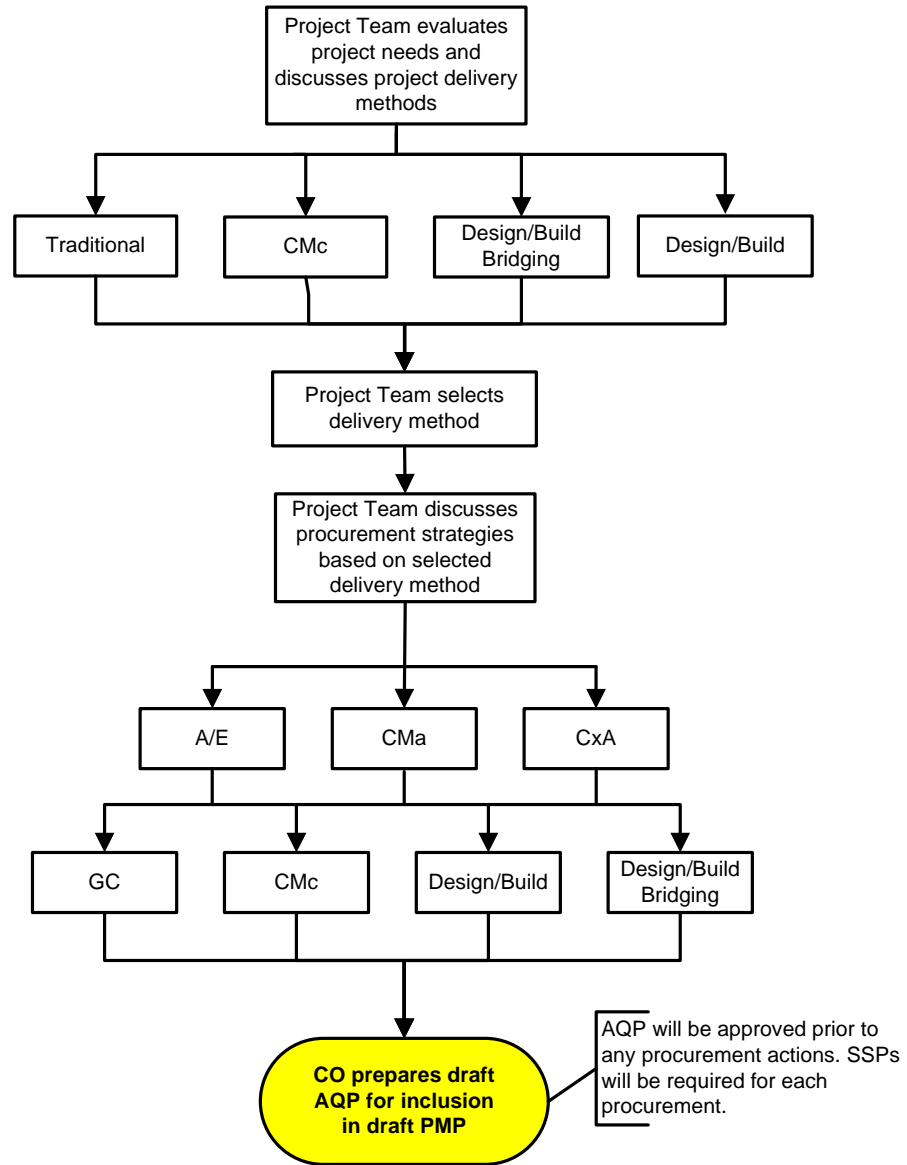 Project Team evaluates
project needs and
discusses project delivery
methods
Traditional
CMc
Design/Build
Bridging
Design/Build
Project Team selects
delivery method
Project Team discusses
procurement strategies
based on selected
delivery method
A/E
CMa
CxA
GC
CMc
Design/Build
Design/Build
Bridging
CO prepares draft
AQP for inclusion
in draft PMP
AQP will be approved prior to
any procurement actions. SSPs
will be required for each
procurement.